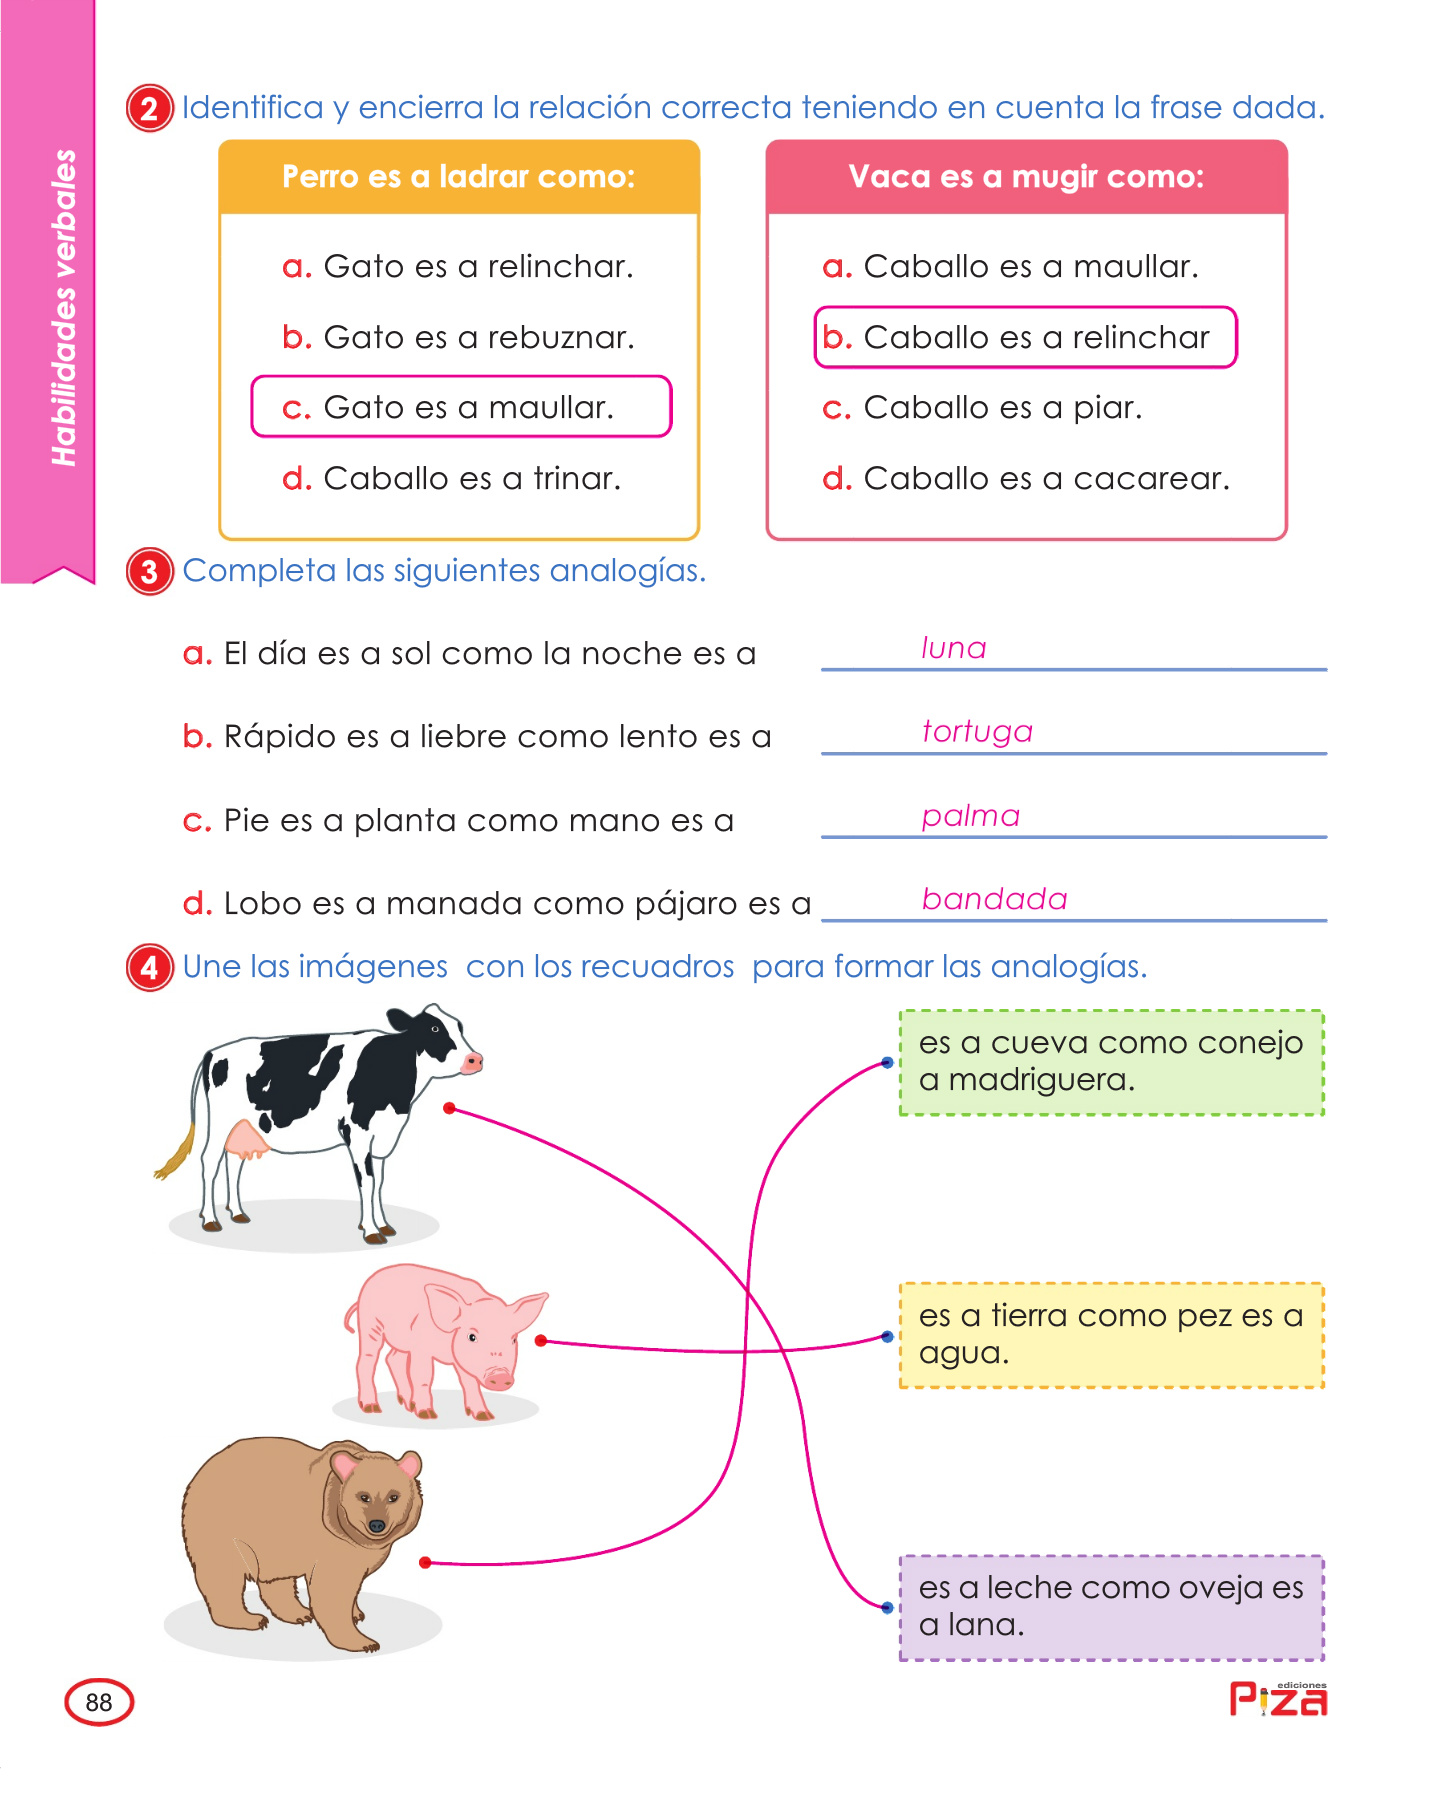 Habilidades verbales
2 Identifica y encierra la relación correcta teniendo en cuenta la frase dada.
Perro es a ladrar como:
a. Gato es a relinchar.
b. Gato es a rebuznar.
c. Gato es a maullar.
d. Caballo es a trinar.
Vaca es a mugir como:
a. Caballo es a maullar.
b. Caballo es a relinchar
c. Caballo es a piar.
d. Caballo es a cacarear.
3 Completa las siguientes analogías.
a. El día es a sol como la noche es a luna
b. Rápido es a liebre como lento es a tortuga
c. Pie es a planta como mano es a palma
d. Lobo es a manada como pájaro es a bandada
4 Une las imágenes con los recuadros para formar las analogías.
es a cueva como conejo
a madriguera.
es a tierra como pez es a
agua.
es a leche como oveja es
a lana.
88
ediciones
Piza